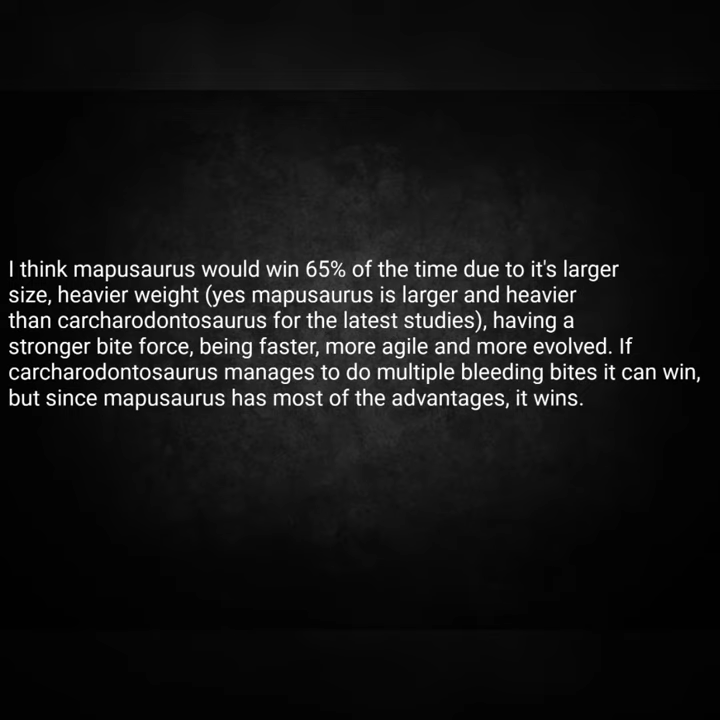 I think mapusaurus would win 65% of the time due to it's larger
size, heavier weight (yes mapusaurus is larger and heavier
than carcharodontosaurus for the latest studies), having a
stronger bite force, being faster, more agile and more evolved. If
carcharodontosaurus manages to do multiple bleeding bites it can win,
but since mapusaurus has most of the advantages, it wins.